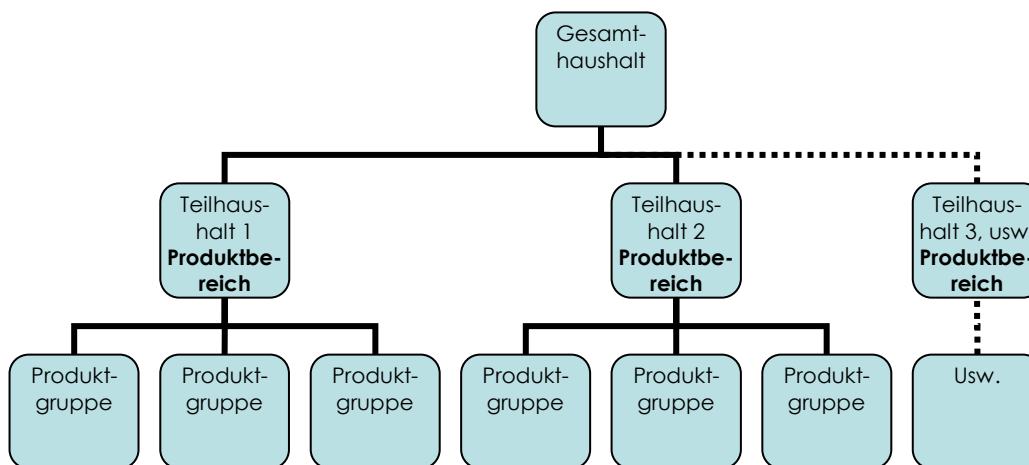 Gesamt-
haushalt
Teilhaus-
halt 1
Produktbe-
reich
Teilhaus-
halt 2
Produktbe-
reich
Teilhaus-
halt 3, usw
Produktbe-
reich
Produkt-
gruppe
Produkt-
gruppe
Produkt-
gruppe
Produkt-
gruppe
Produkt-
gruppe
Produkt-
gruppe
Usw.